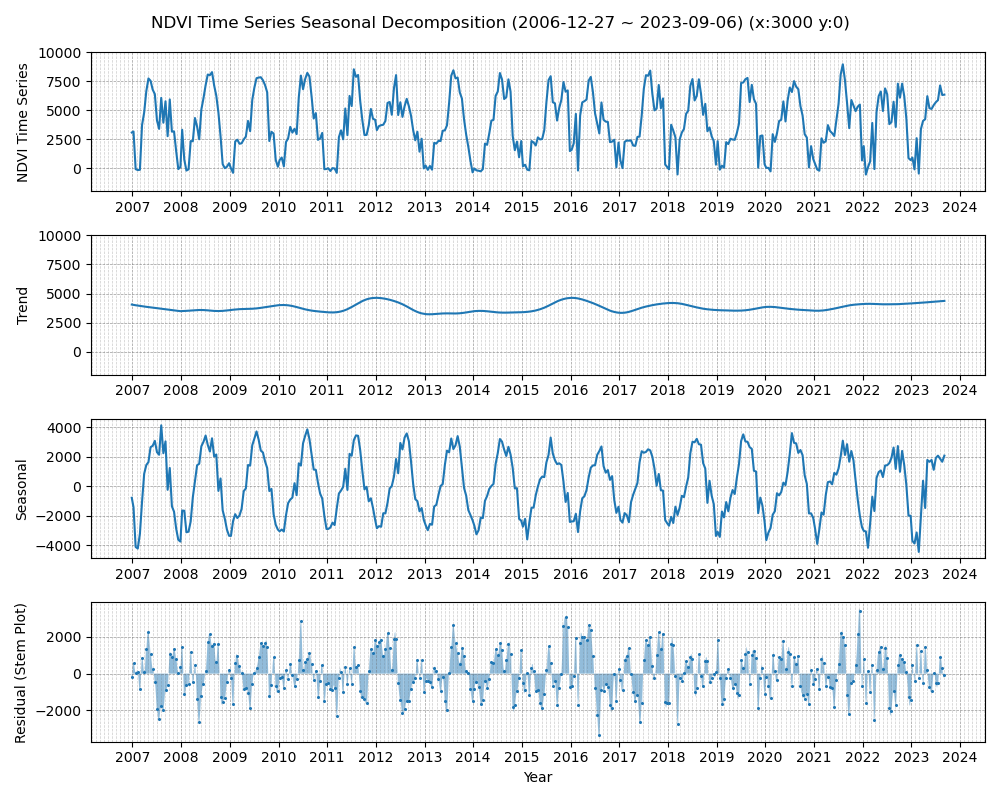 NDVI Time Series Seasonal Decomposition (2006-12-27 ~ 2023-09-06) (x:3000 y:0)
NDVI Time Series
10000
7500
5000
2500
0
2007 2008 2009 2010 2011 2012 2013 2014 2015 2016 2017 2018 2019 2020 2021 2022 2023 2024
Trend
10000
7500
5000
2500
0
2007 2008 2009 2010 2011 2012 2013 2014 2015 2016 2017 2018 2019 2020 2021 2022 2023 2024
Seasonal
4000
2000
0
−2000
−4000
2007 2008 2009 2010 2011 2012 2013 2014 2015 2016 2017 2018 2019 2020 2021 2022 2023 2024
Residual (Stem Plot)
2000
0
−2000
2007 2008 2009 2010 2011 2012 2013 2014 2015 2016 2017 2018 2019 2020 2021 2022 2023 2024
Year